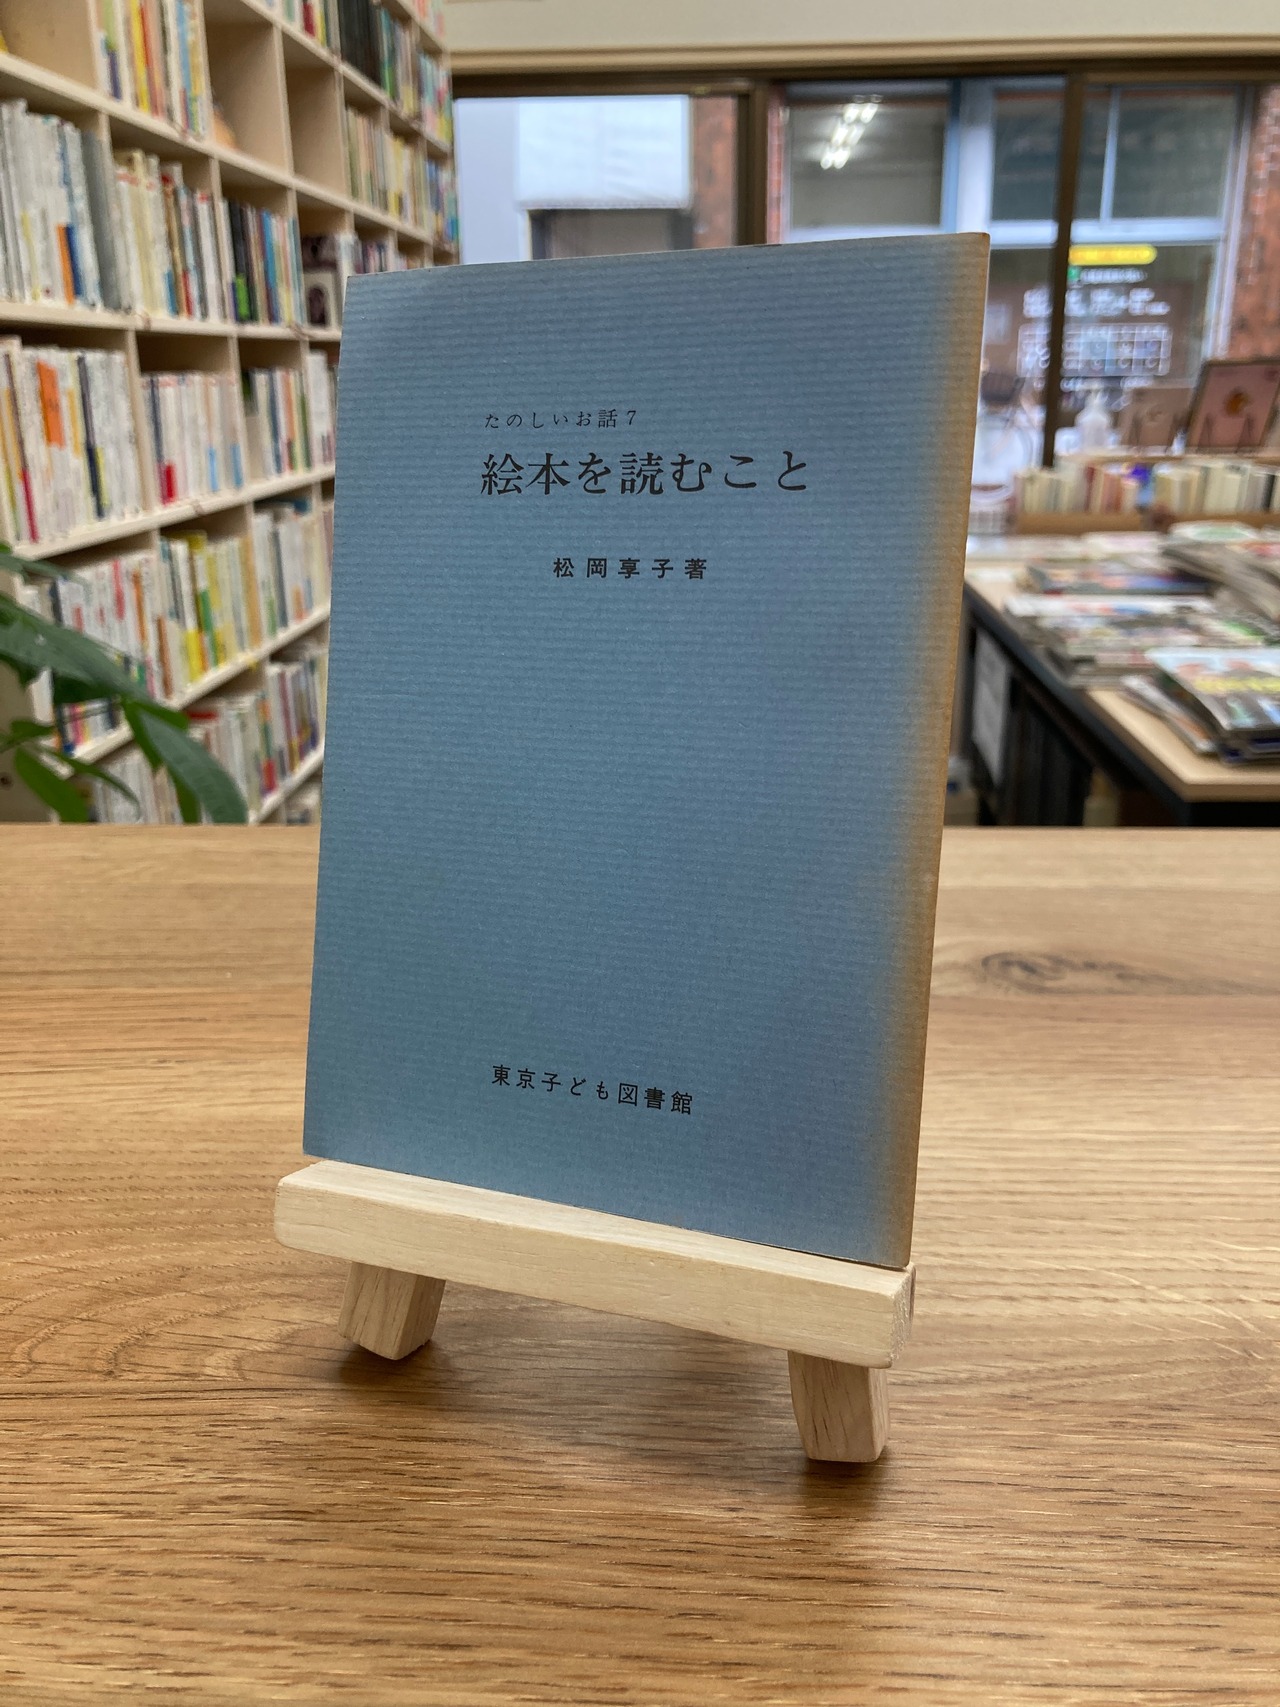 たのしいお話7
絵本を読むこと
松岡享子著
東京子ども図書館